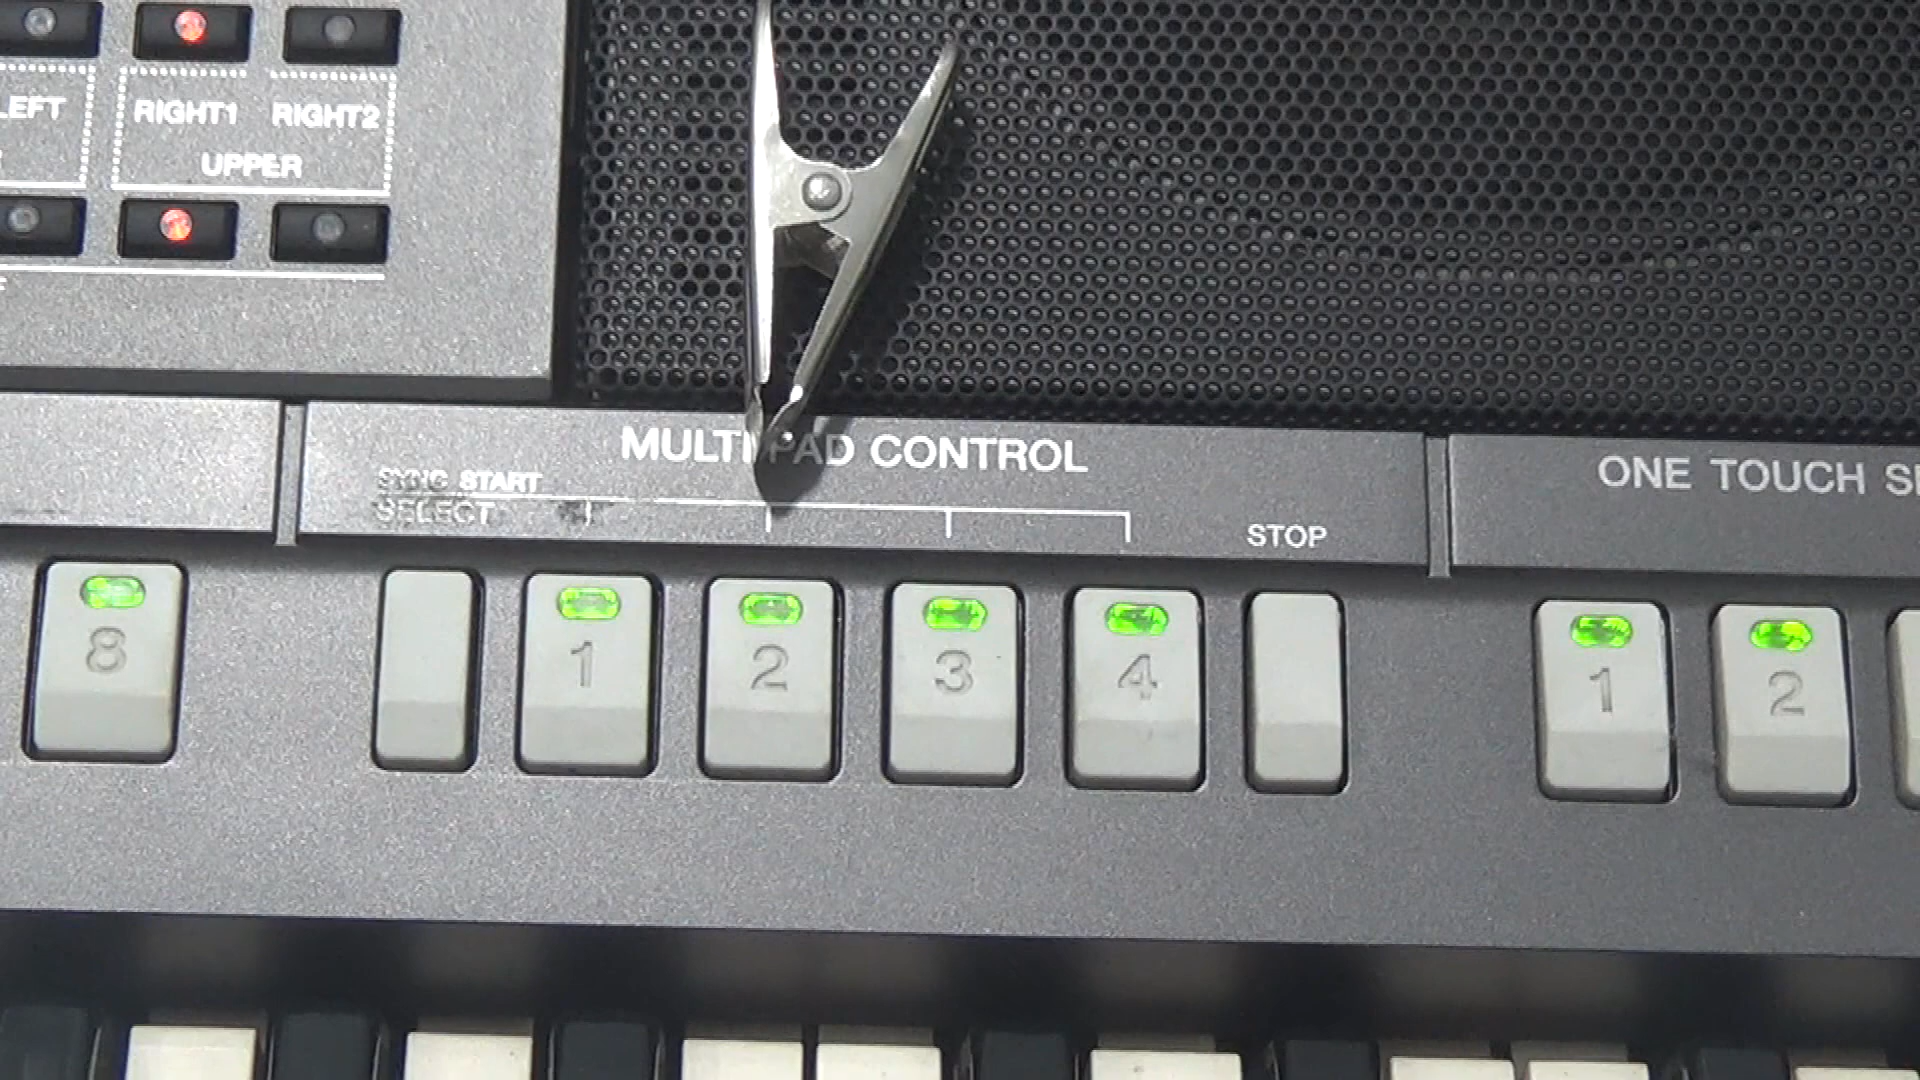 LEFT
RIGHT1 RIGHT2
UPPER
MULTI PAD CONTROL
SYNC START
SELECT
STOP
ONE TOUCH
8
1 2 3 4
1 2